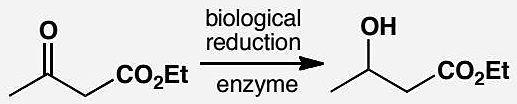 O
CO₂Et
biological
reduction
enzyme
OH
CO₂Et